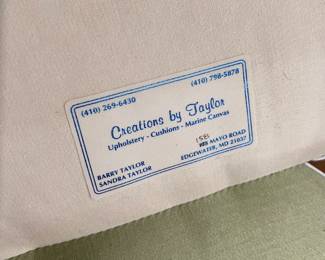 (410) 269-6430 (410) 798-5878
Creations by Taylor
Upholstery - Cushions - Marine Canvas
BARRY TAYLOR MAYO ROAD
SANDRA TAYLOR EDGEWATER, MD 21037